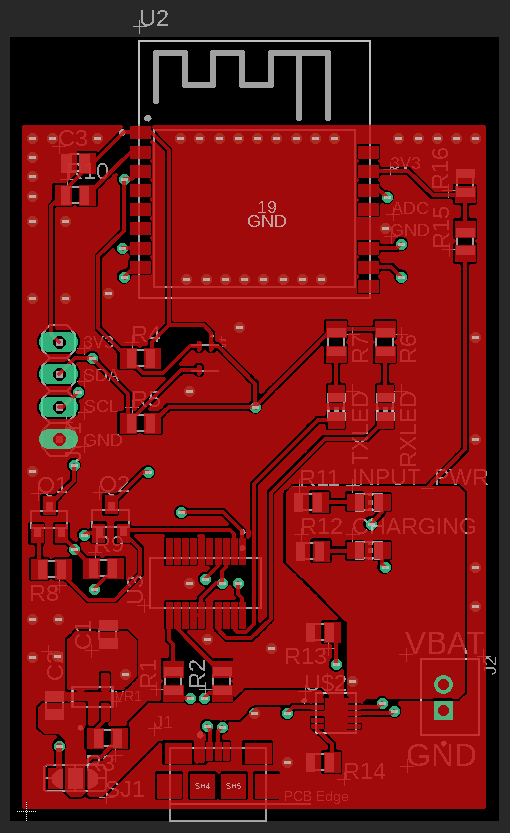 U2
C3
R10
3V3
R16
19
GND
ADC
GND
R15
3V3
R4
SDA
R7
R6
SCL
R5
GND
TXLED
RXLED
R11
INPUT_PWR
Q1
Q2
R12
CHARGING
R9
R8
U3
C1
C2
R13
VBAT
J2
R1
R2
U$2
VR1
J1
GND
R3
R14
SJ1
SH4
SH5
PCB Edge